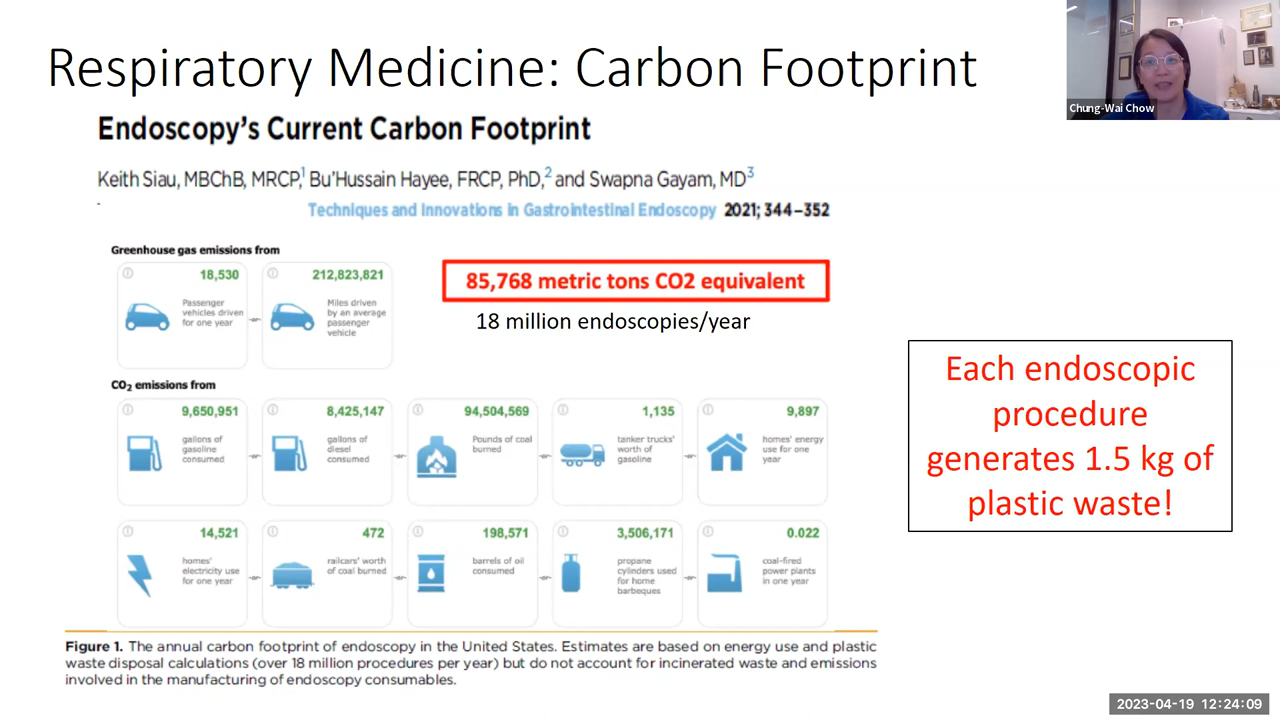 Respiratory Medicine: Carbon Footprint
Chung-Wai Chow
Endoscopy's Current Carbon Footprint
Keith Siau, MBChB, MRCP,1 Bu'Hussain Hayee, FRCP, PhD,2 and Swapna Gayam, MD3
Techniques and Innovations in Gastrointestinal Endoscopy 2021; 344–352
Greenhouse gas emissions from
18,530
Passenger
vehicles driven
for one year
-or-
212,823,821
Miles driven
by an average
passenger
vehicle
85,768 metric tons CO2 equivalent
18 million endoscopies/year
Each endoscopic
procedure
generates 1.5 kg of
plastic waste!
CO2 emissions from
9,650,951
gallons of
gasoline
consumed
-or-
8,425,147
gallons of
diesel
consumed
-or-
94,504,569
Pounds of coal
burned
-or-
1,135
tanker trucks'
worth of
gasoline
-or-
9,897
homes' energy
use for one
year
14,521
homes'
electricity use
for one year
-or-
472
railcars' worth
of coal burned
-or-
198,571
barrels of oil
consumed
-or-
3,506,171
propane
cylinders used
for home
barbeques
-or-
0.022
coal-fired
power plants
in one year
Figure 1. The annual carbon footprint of endoscopy in the United States. Estimates are based on energy use and plastic
waste disposal calculations (over 18 million procedures per year) but do not account for incinerated waste and emissions
involved in the manufacturing of endoscopy consumables.
2023-04-19 12:24:09